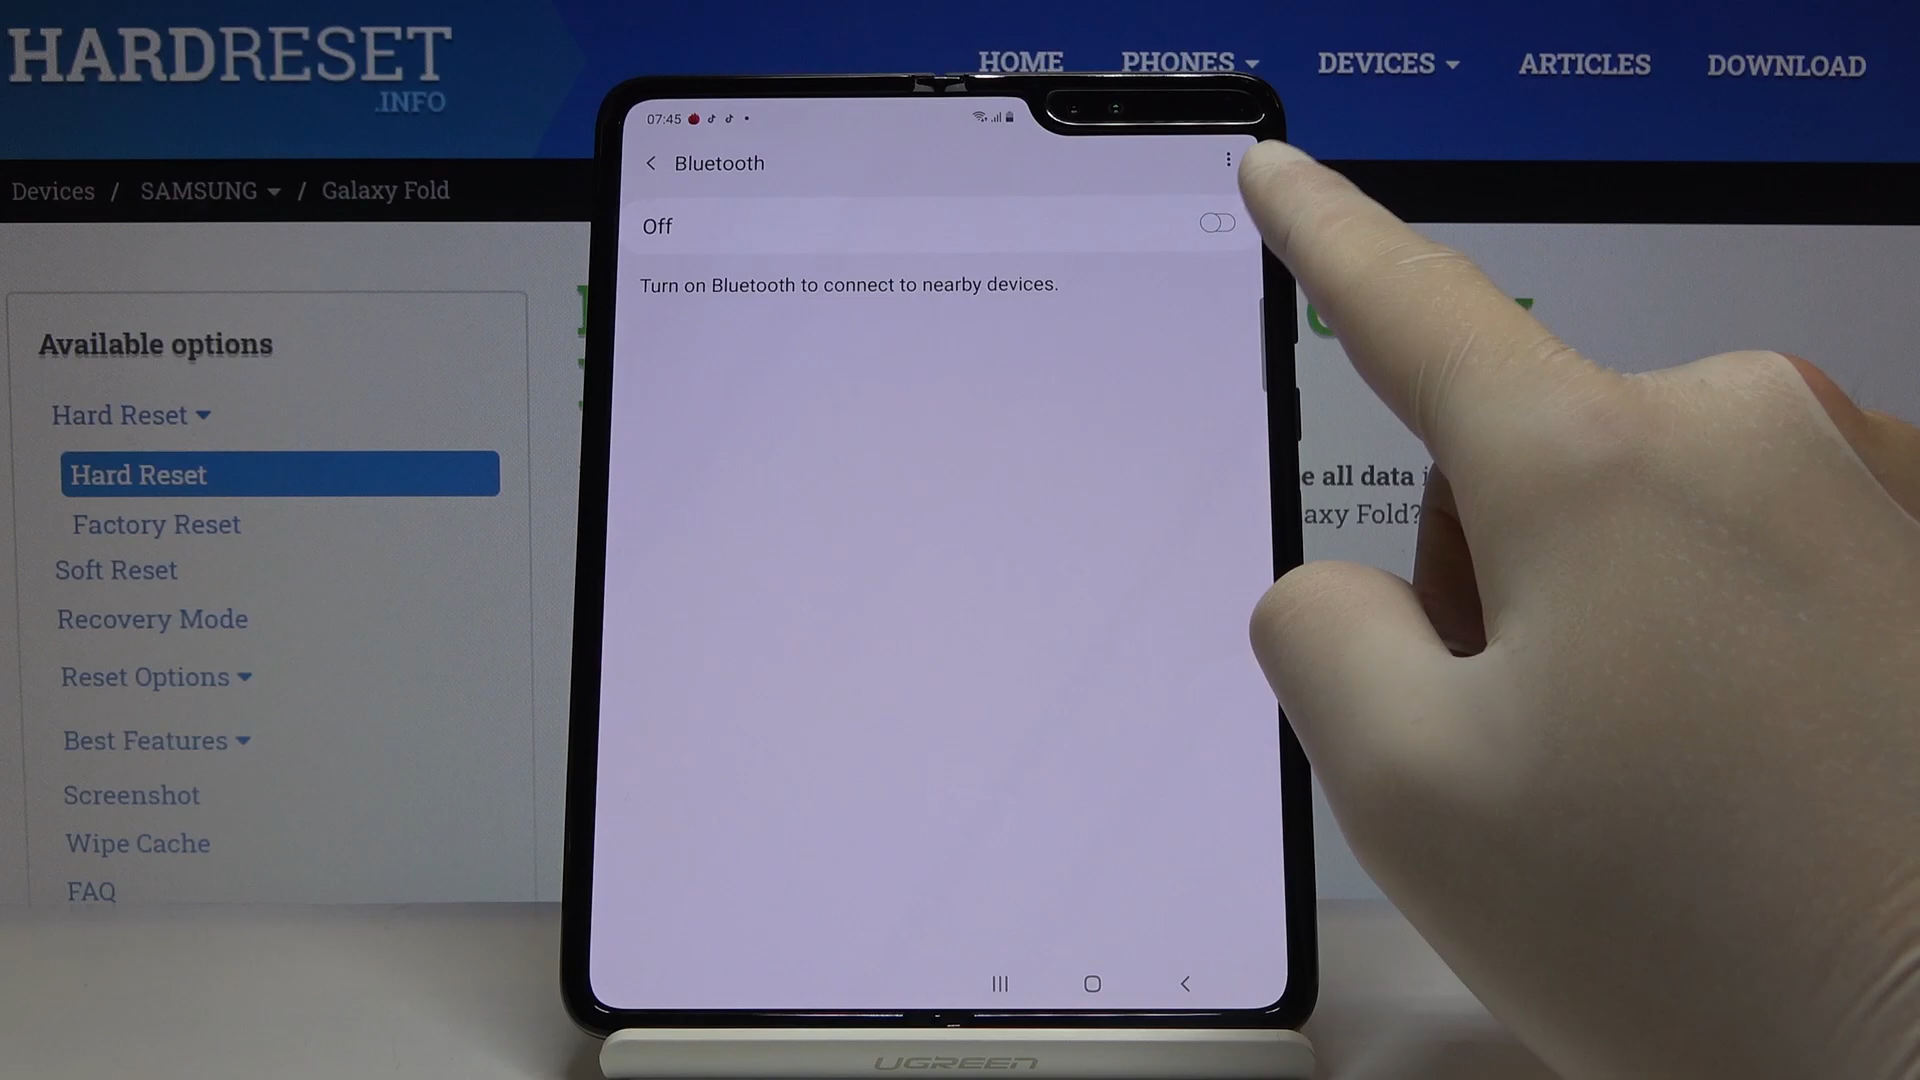 HARDRESET
.INFO
HOME PHONES DEVICES ARTICLES DOWNLOAD
Devices / SAMSUNG / Galaxy Fold
07:45
Bluetooth
Off
Turn on Bluetooth to connect to nearby devices.
Available options
Hard Reset
Hard Reset
Factory Reset
Soft Reset
Recovery Mode
Reset Options
Best Features
Screenshot
Wipe Cache
FAQ
e all data
axy Fold?
UGREEN